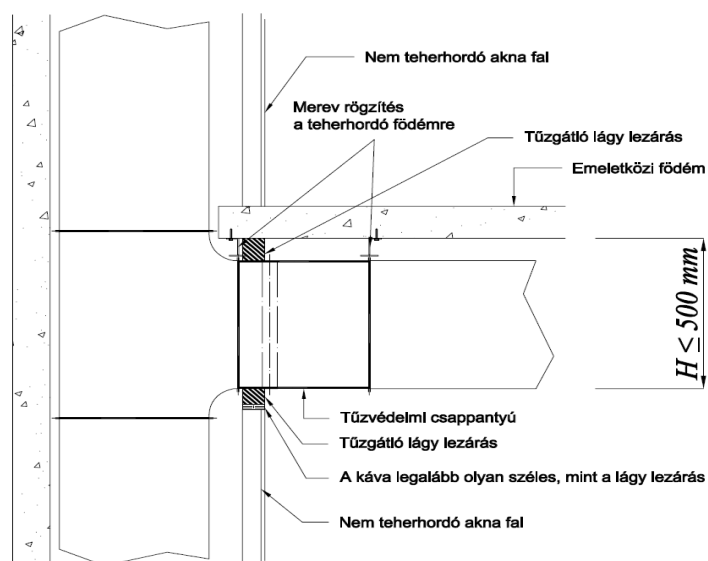 Nem teherhordó akna fal
Merev rögzítés
a teherhordó födémre
Tűzgátló lágy lezárás
Emeletközi födém
H ≤ 500 mm
Tűzvédelmi csappantyú
Tűzgátló lágy lezárás
A káva legalább olyan széles, mint a lágy lezárás
Nem teherhordó akna fal